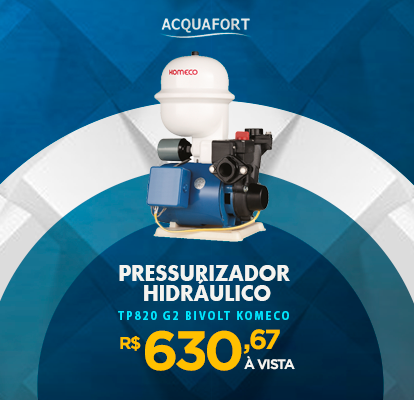 ACQUAFORT
KOMECO
PRESSURIZADOR
HIDRÁULICO
TP820 G2 BIVOLT KOMECO
R$ 630,67
À VISTA